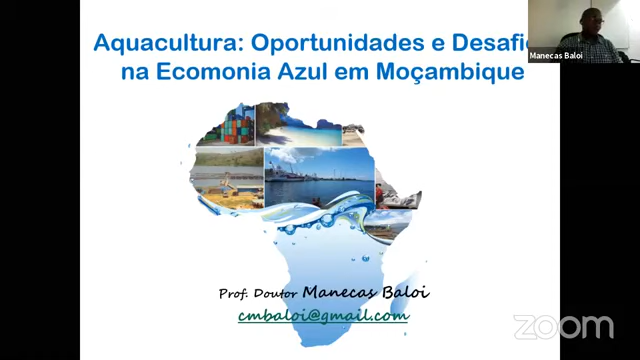 Aquacultura: Oportunidades e Desafi
na Ecomonia Azul em Moçambique
Manecas Baloi
Prof. Doutor Manecas Baloi
cmbaloi@gmail.com
zoom